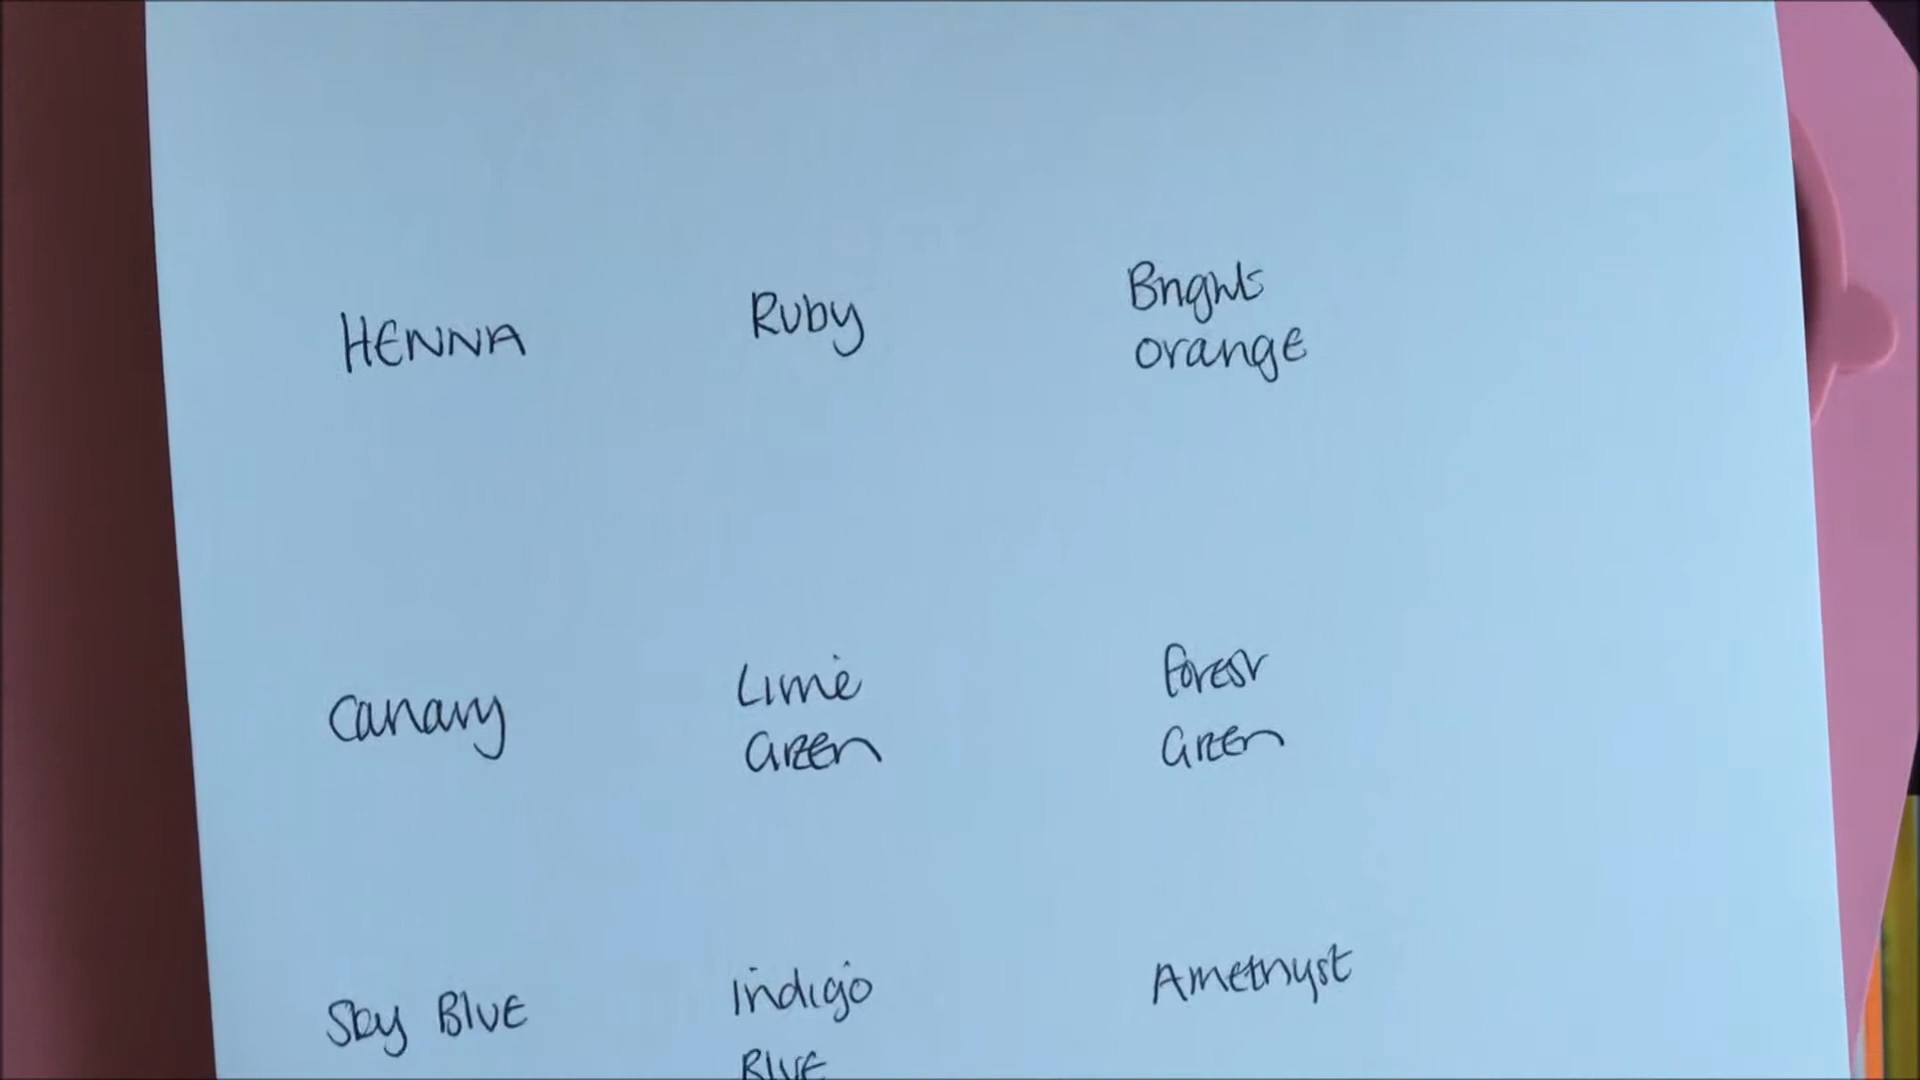 HENNA
Ruby
Bright
orange
Canary
Lime
Green
Forest
Green
Sky Blue
Indigo
Blue
Amethyst